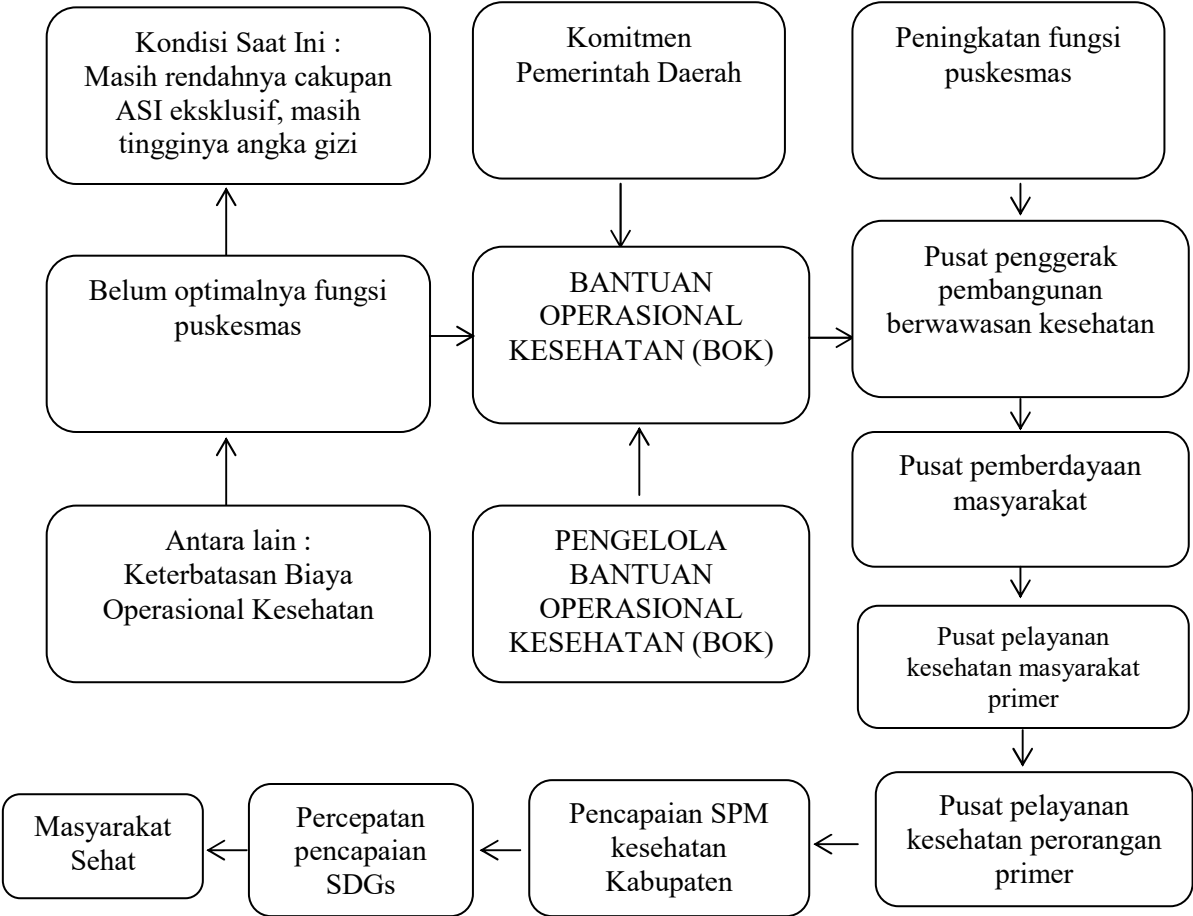 Kondisi Saat Ini :
Masih rendahnya cakupan
ASI eksklusif, masih
tingginya angka gizi
Komitmen
Pemerintah Daerah
Peningkatan fungsi
puskesmas
Belum optimalnya fungsi
puskesmas
BANTUAN
OPERASIONAL
KESEHATAN (BOK)
Pusat penggerak
pembangunan
berwawasan kesehatan
Pusat pemberdayaan
masyarakat
Antara lain :
Keterbatasan Biaya
Operasional Kesehatan
PENGELOLA
BANTUAN
OPERASIONAL
KESEHATAN (BOK)
Pusat pelayanan
kesehatan masyarakat
primer
Masyarakat
Sehat
Percepatan
pencapaian
SDGs
Pencapaian SPM
kesehatan
Kabupaten
Pusat pelayanan
kesehatan perorangan
primer